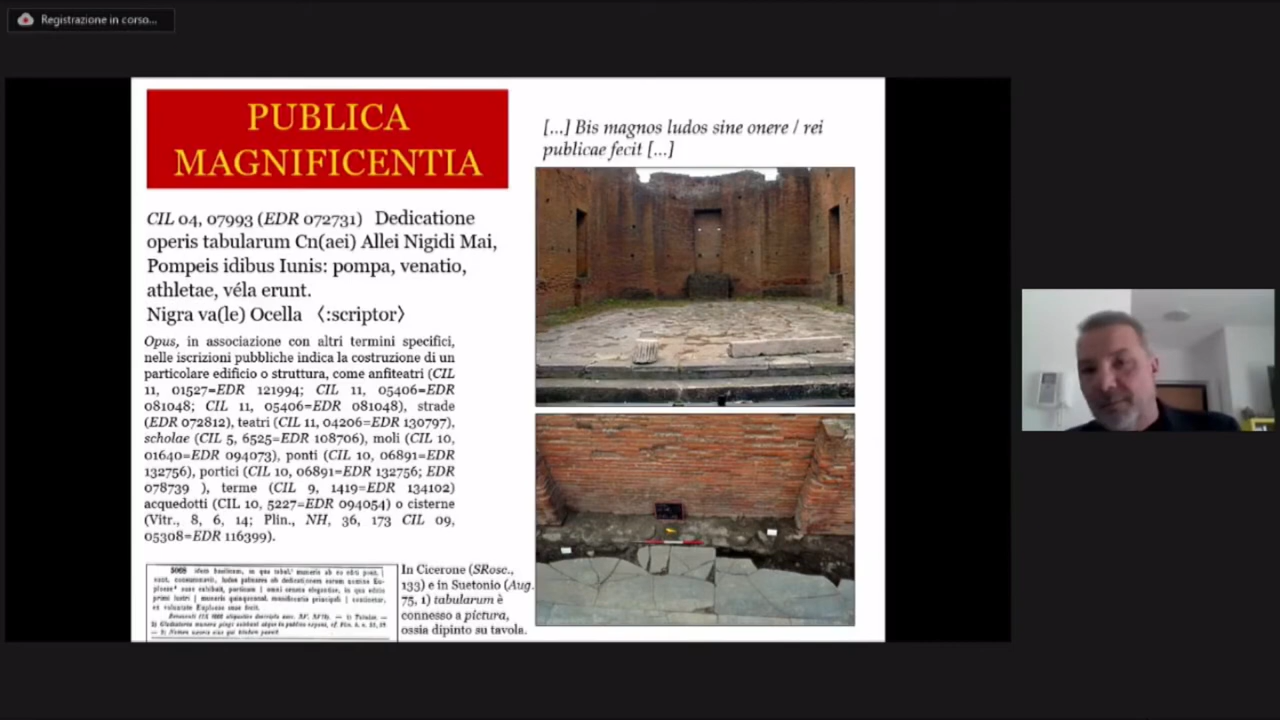 Registrazione in corso...
PUBLICA
MAGNIFICENTIA
CIL 04, 07993 (EDR 072731) Dedicatione
operis tabularum Cn(aei) Allei Nigidi Mai,
Pompeis idibus Iunis: pompa, venatio,
athletae, véla erunt.
Nigra va(le) Ocella 〈:scriptor〉
Opus, in associazione con altri termini specifici,
nelle iscrizioni pubbliche indica la costruzione di un
particolare edificio o struttura, come anfiteatri (CIL
11, 01527=EDR 121994; CIL 11, 05406=EDR
081048; CIL 11, 05406=EDR 081048), strade
(EDR 072812), teatri (CIL 11, 04206=EDR 130797),
scholae (CIL 5, 6525=EDR 108706), moli (CIL 10,
01640=EDR 094073), ponti (CIL 10, 06891=EDR
132756), portici (CIL 10, 06891=EDR 132756; EDR
078739 ), terme (CIL 9, 1419=EDR 134102)
acquedotti (CIL 10, 5227=EDR 094054) o cisterne
(Vitr., 8, 6, 14; Plin., NH, 36, 173 CIL 09,
05308=EDR 116399).
In Cicerone (SRosc.,
133) e in Suetonio (Aug.
75, 1) tabularum è
connesso a pictura,
ossia dipinto su tavola.
[...] Bis magnos ludos sine onere / rei
publicae fecit [...]